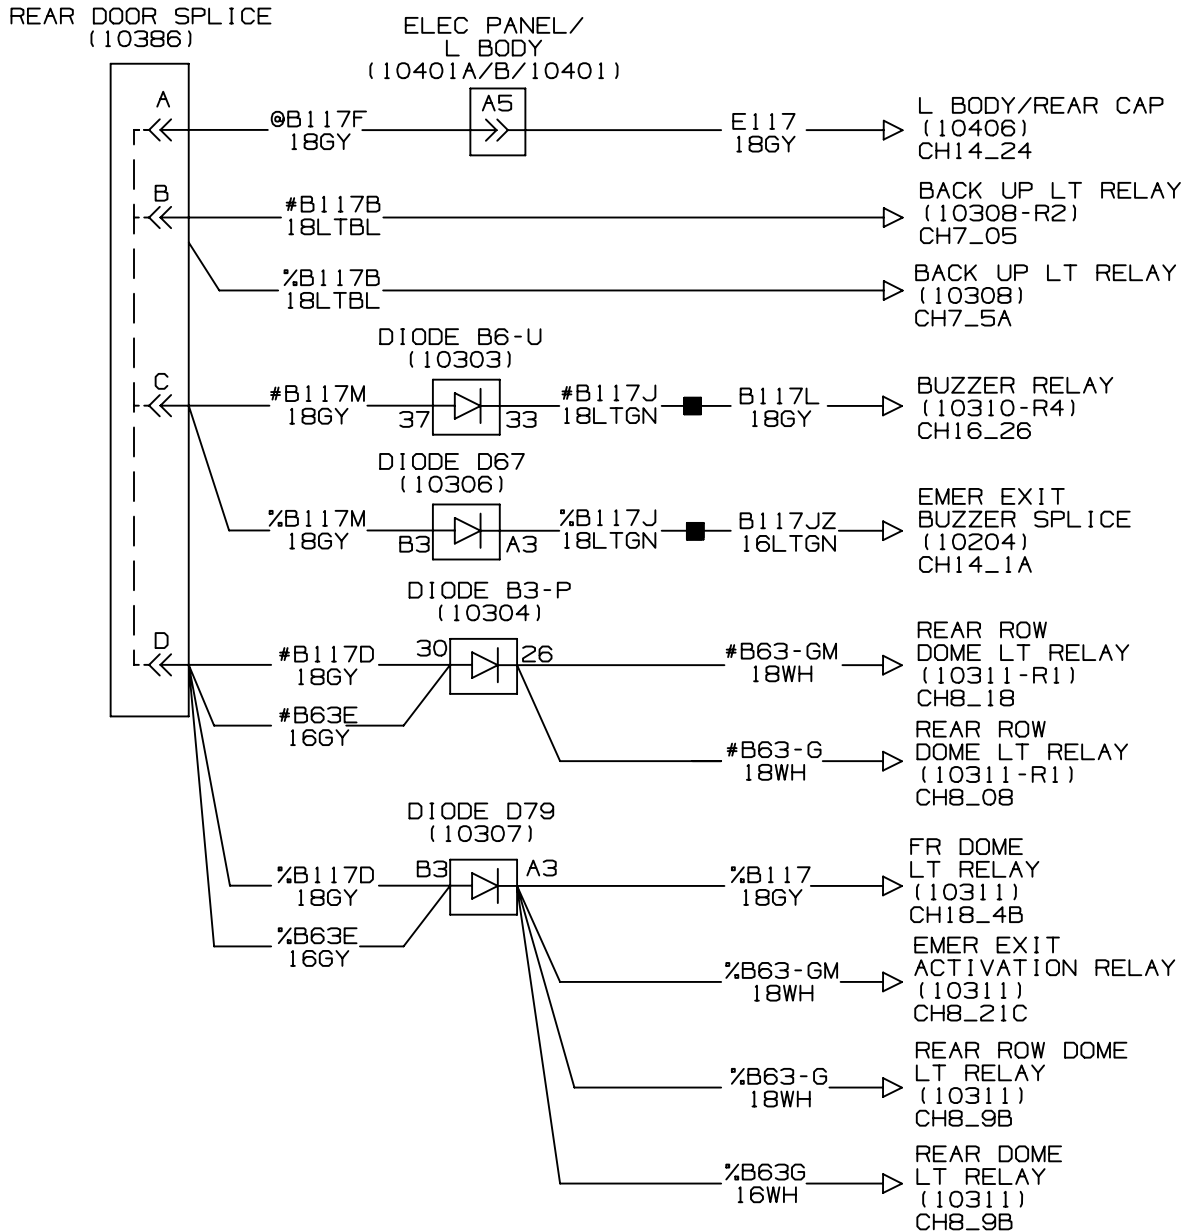 REAR DOOR SPLICE
(10386)
ELEC PANEL/
L BODY
(10401A/B/10401)
A
@B117F
18GY
A5
E117
18GY
L BODY/REAR CAP
(10406)
CH14_24
B
#B117B
18LTBL
BACK UP LT RELAY
(10308-R2)
CH7_05
%B117B
18LTBL
BACK UP LT RELAY
(10308)
CH7_5A
DIODE B6-U
(10303)
C
#B117M
18GY
37
33
#B117J
18LTGN
B117L
18GY
BUZZER RELAY
(10310-R4)
CH16_26
DIODE D67
(10306)
%B117M
18GY
B3
A3
%B117J
18LTGN
B117JZ
16LTGN
EMER EXIT
BUZZER SPLICE
(10204)
CH14_1A
DIODE B3-P
(10304)
D
#B117D
18GY
30
26
#B63-GM
18WH
REAR ROW
DOME LT RELAY
(10311-R1)
CH8_18
#B63E
16GY
#B63-G
18WH
REAR ROW
DOME LT RELAY
(10311-R1)
CH8_08
DIODE D79
(10307)
%B117D
18GY
B3
A3
%B117
18GY
FR DOME
LT RELAY
(10311)
CH18_4B
%B63E
16GY
%B63-GM
18WH
EMER EXIT
ACTIVATION RELAY
(10311)
CH8_21C
%B63-G
18WH
REAR ROW DOME
LT RELAY
(10311)
CH8_9B
%B63G
16WH
REAR DOME
LT RELAY
(10311)
CH8_9B